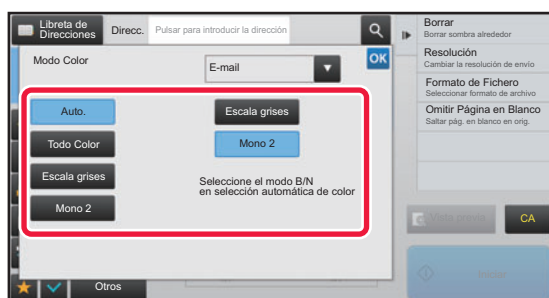 Libreta de
Direcciones
Direcc.
Pulsar para introducir la dirección
Modo Color
E-mail
OK
Auto.
Todo Color
Escala grises
Mono 2
Escala grises
Mono 2
Seleccione el modo B/N
en selección automática de color
Otros
Borrar
Borrar sombra alrededor
Resolución
Cambiar la resolución de envío
Formato de Fichero
Seleccionar formato de archivo
Omitir Página en Blanco
Saltar pág. en blanco en orig.
CA
Iniciar